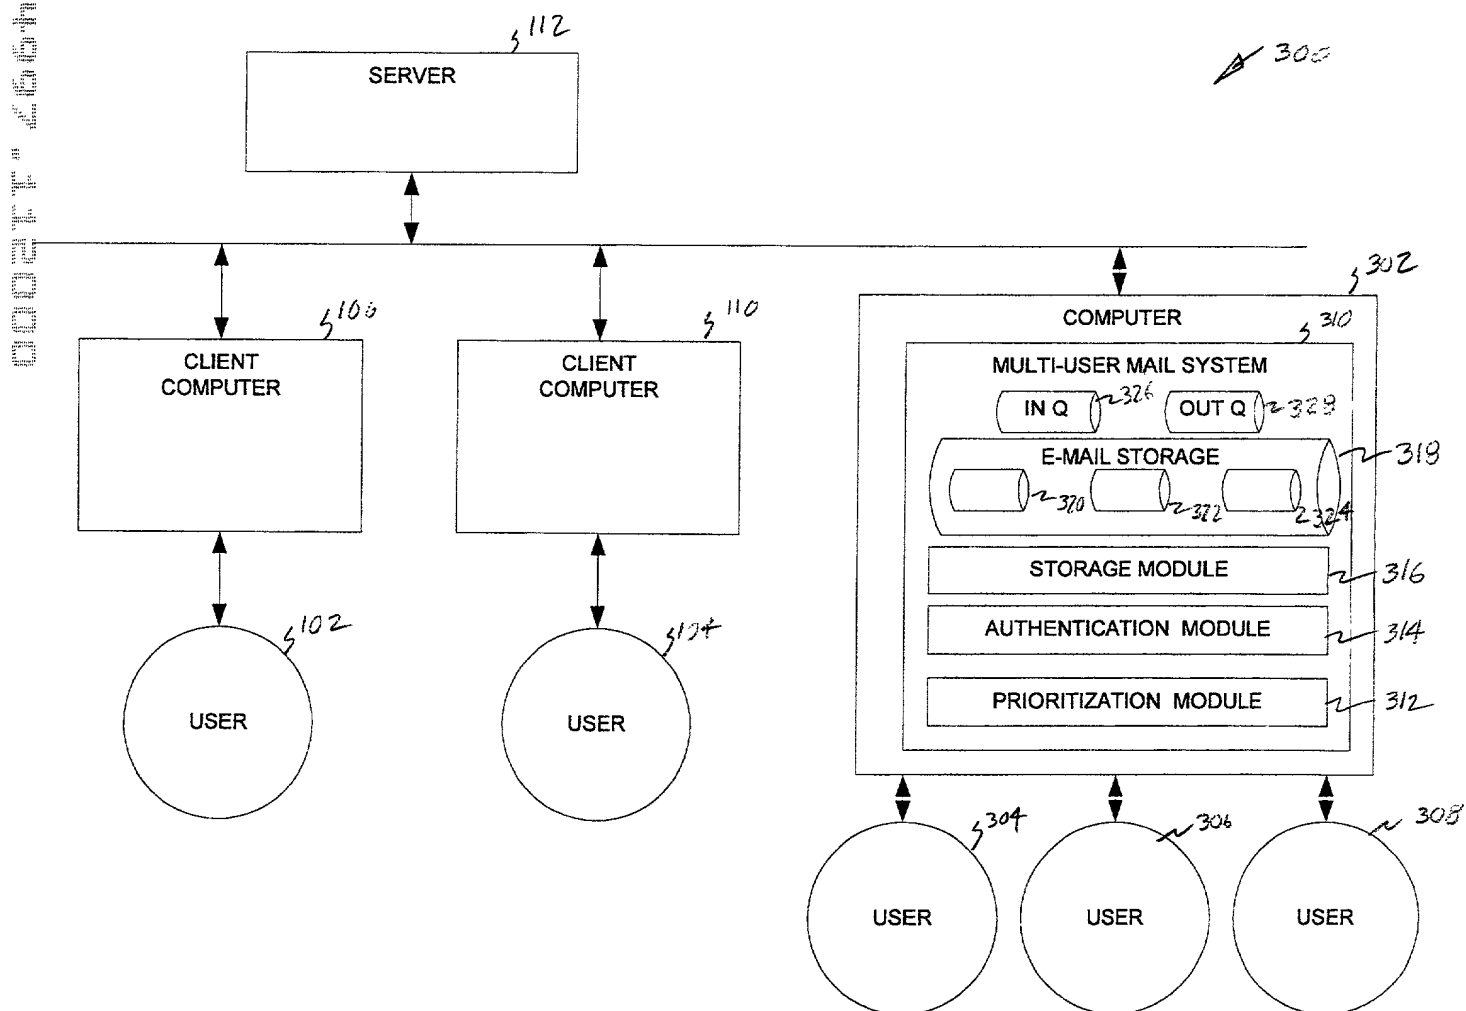 112
SERVER
300
302
COMPUTER
106
110
310
CLIENT
COMPUTER
CLIENT
COMPUTER
MULTI-USER MAIL SYSTEM
IN Q
326
OUT Q
328
E-MAIL STORAGE
318
320
322
324
STORAGE MODULE
316
AUTHENTICATION MODULE
314
PRIORITIZATION MODULE
312
102
104
USER
USER
304
306
308
USER
USER
USER